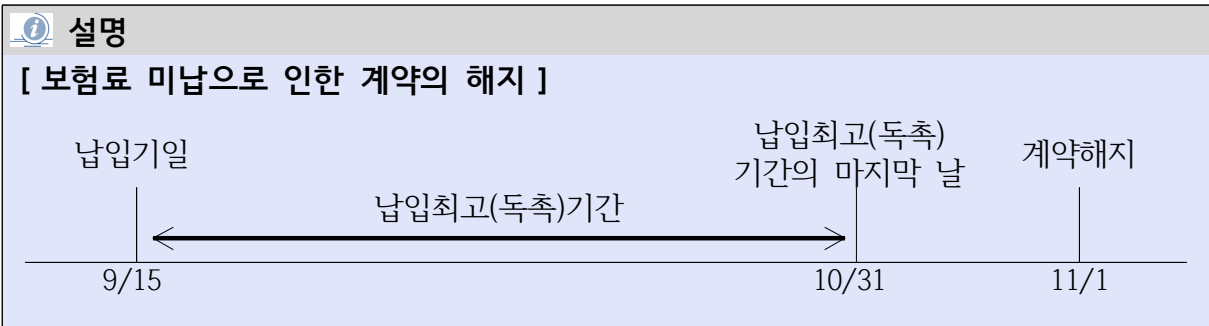 설명
[ 보험료 미납으로 인한 계약의 해지 ]
납입기일
납입최고(독촉)
기간의 마지막 날
계약해지
납입최고(독촉)기간
9/15
10/31
11/1